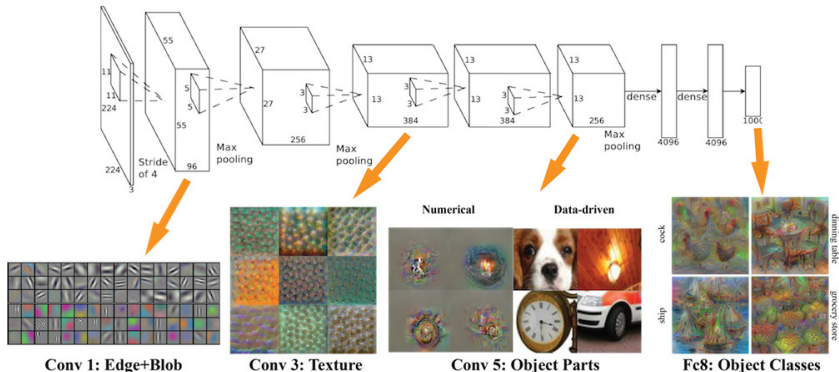 55
27
13
13
13
11
5
3
3
3
11
5
3
3
3
224
55
27
13
13
13
dense
dense
384
384
256
1000
256
Max
pooling
4096
4096
Max
pooling
Max
pooling
Stride
of 4
96
224
3
Numerical
Data-driven
cock
dinning table
ship
grocery store
Conv 1: Edge+Blob
Conv 3: Texture
Conv 5: Object Parts
Fc8: Object Classes